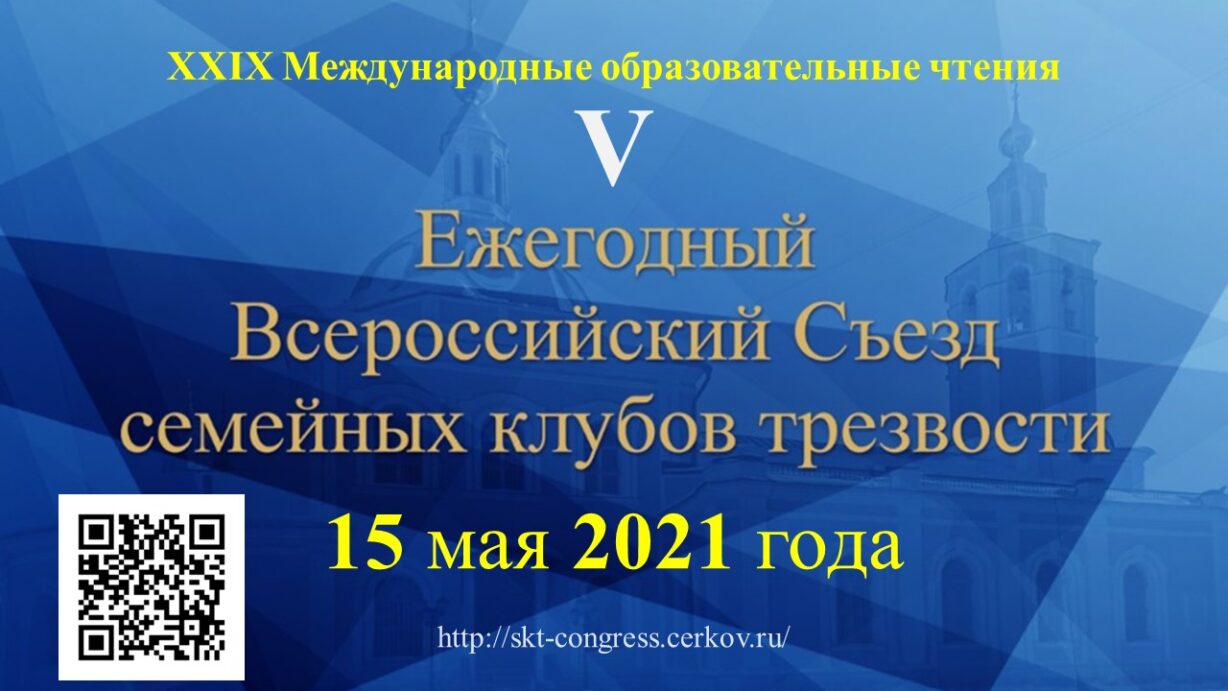 XXIX Международные образовательные чтения
V
Ежегодный
Всероссийский Съезд
семейных клубов трезвости
15 мая 2021 года
http://skt-congress.cerkov.ru/